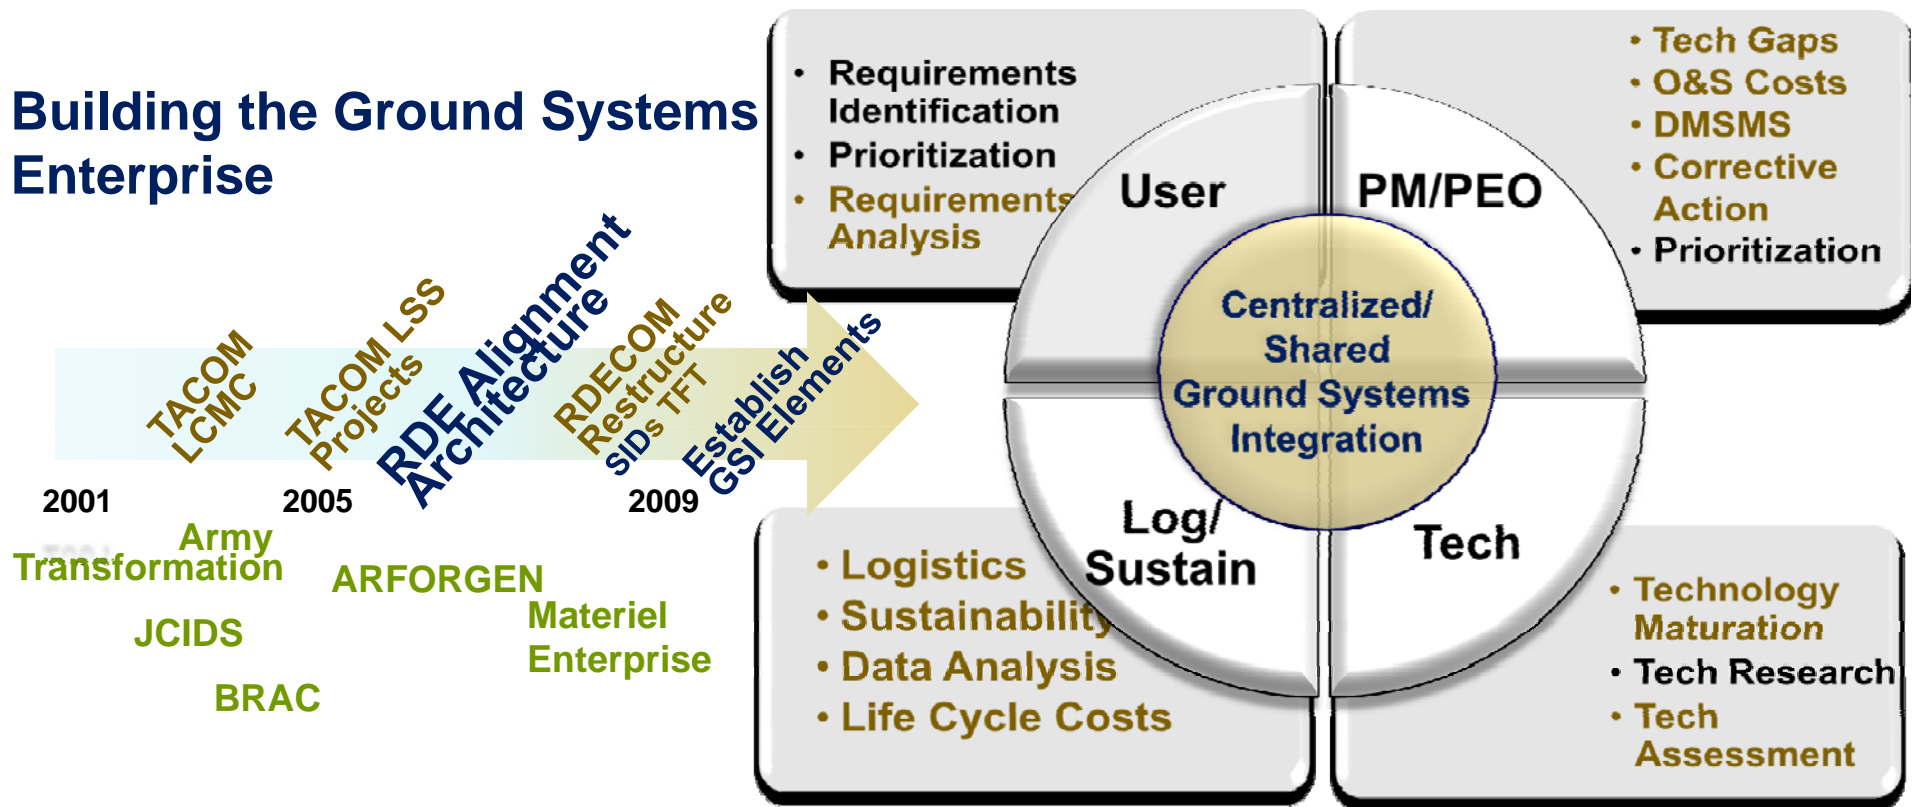 Building the Ground Systems
Enterprise
TACOM
LCMC
TACOM LSS
Projects
RDE Alignment
Architecture
RDECOM
Restructure
SIDs TFT
Establish
GSI Elements
2001
2005
2009
Army
Transformation
ARFORGEN
JCIDS
Materiel
Enterprise
BRAC
• Requirements
Identification
• Prioritization
• Requirements
Analysis
User
PM/PEO
• Tech Gaps
• O&S Costs
• DMSMS
• Corrective
Action
• Prioritization
Centralized/
Shared
Ground Systems
Integration
Log/
Sustain
Tech
• Logistics
• Sustainability
• Data Analysis
• Life Cycle Costs
• Technology
Maturation
• Tech Research
• Tech
Assessment